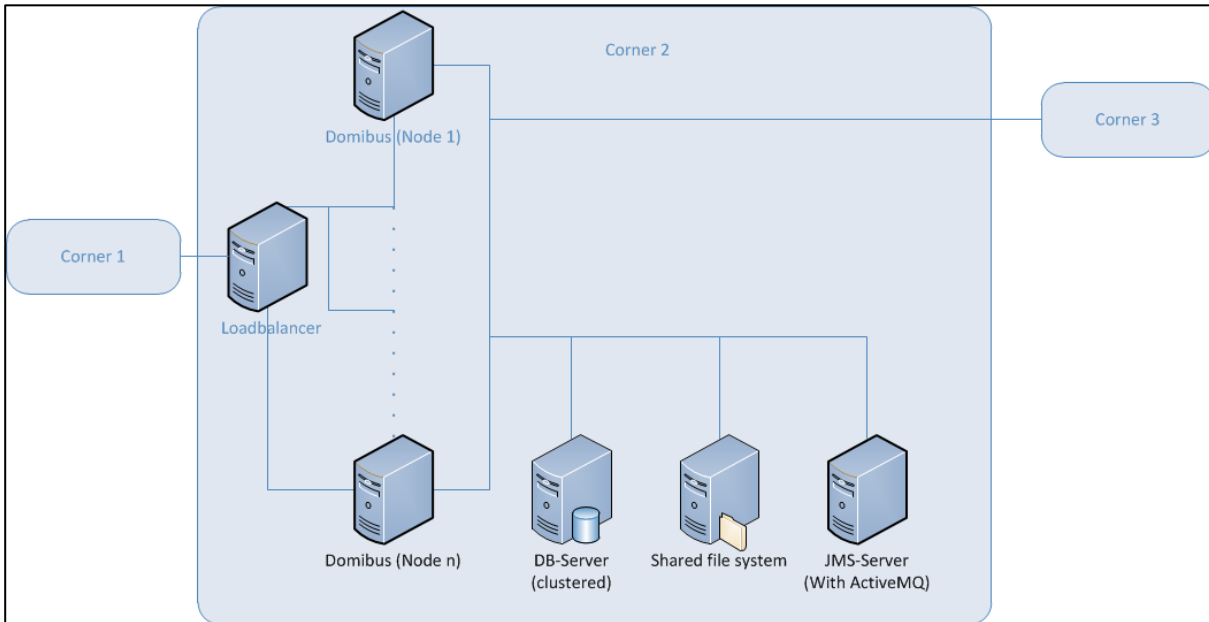 Corner 2
Domibus (Node 1)
Corner 3
Corner 1
Loadbalancer
Domibus (Node n)
DB-Server
(clustered)
Shared file system
JMS-Server
(With ActiveMQ)